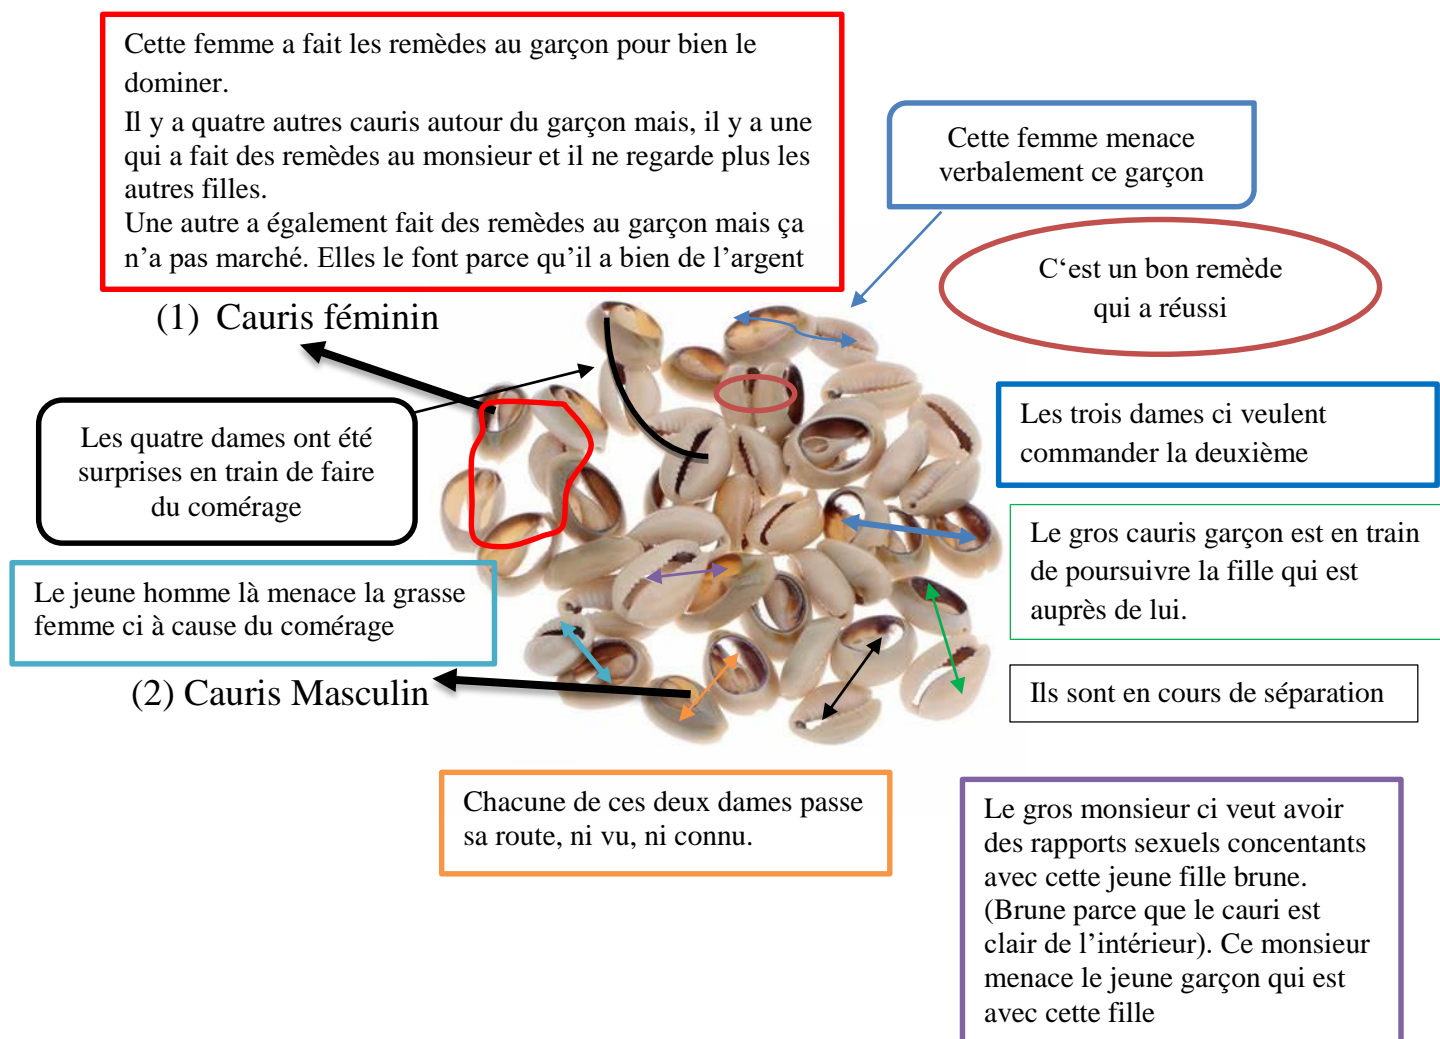 Cette femme a fait les remèdes au garçon pour bien le
dominer.
Il y a quatre autres cauris autour du garçon mais, il y a une
qui a fait des remèdes au monsieur et il ne regarde plus les
autres filles.
Une autre a également fait des remèdes au garçon mais ça
n'a pas marché. Elles le font parce qu'il a bien de l'argent
Cette femme menace
verbalement ce garçon
C'est un bon remède
qui a réussi
(1) Cauris féminin
Les quatre dames ont été
surprises en train de faire
du comérage
Les trois dames ci veulent
commander la deuxième
Le gros cauris garçon est en train
de poursuivre la fille qui est
auprès de lui.
Le jeune homme là menace la grasse
femme ci à cause du comérage
(2) Cauris Masculin
Ils sont en cours de séparation
Chacune de ces deux dames passe
sa route, ni vu, ni connu.
Le gros monsieur ci veut avoir
des rapports sexuels concentants
avec cette jeune fille brune.
(Brune parce que le cauri est
clair de l'intérieur). Ce monsieur
menace le jeune garçon qui est
avec cette fille